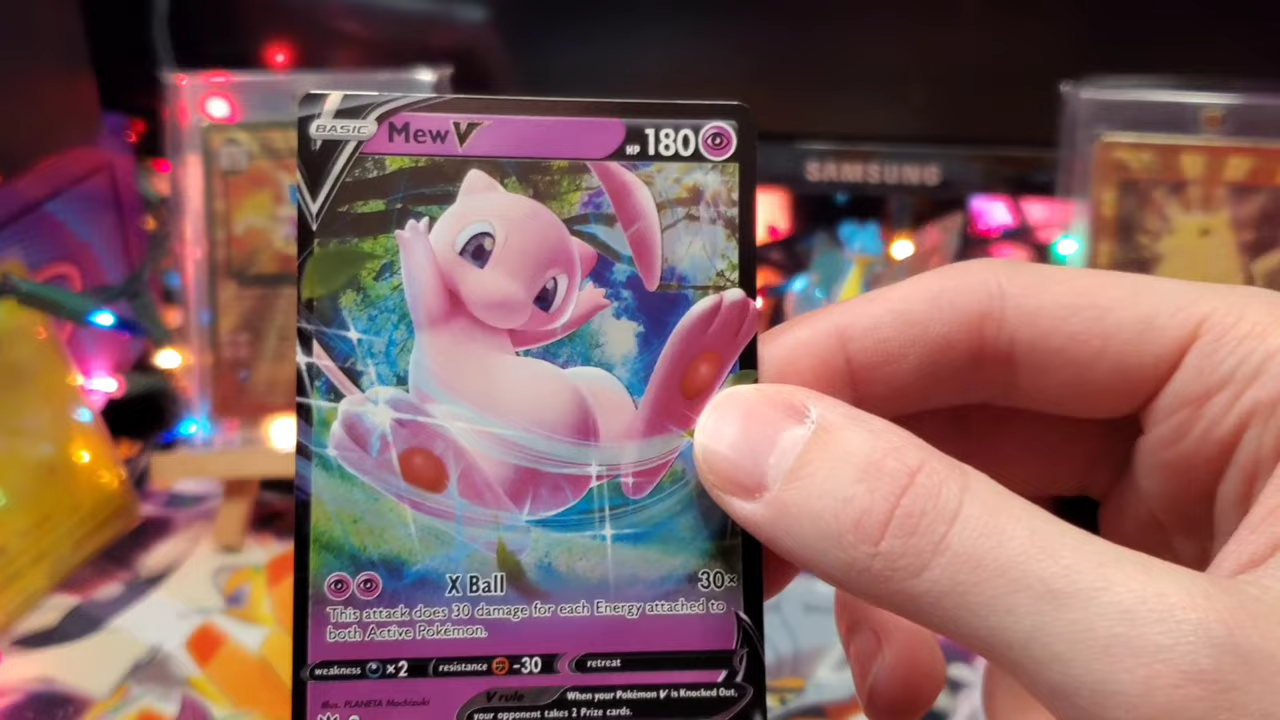 BASIC Mew V HP 180
SAMSUNG
X Ball 30×
This attack does 30 damage for each Energy attached to
both Active Pokémon.
weakness ×2 resistance -30 retreat
Illus. PLANETA Mochizuki
V rule When your Pokémon V is Knocked Out,
your opponent takes 2 Prize cards.